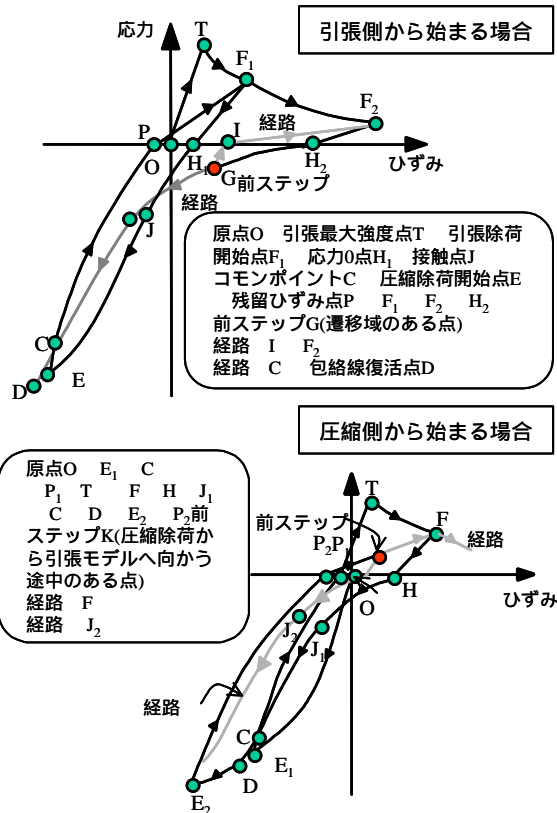 引張側から始まる場合
応力
T
F1
F2
P
I
経路
O
H1
H2
ひずみ
G前ステップ
経路
J
C
D
E
原点O 引張最大強度点T 引張除荷
開始点F1 応力0点H1 接触点J
コモンポイントC 圧縮除荷開始点E
残留ひずみ点P F1 F2 H2
前ステップG(遷移域のある点)
経路 I F2
経路 C 包絡線復活点D
圧縮側から始まる場合
原点O E1 C
P1 T F H J1
C D E2 P2前
ステップK(圧縮除荷か
ら引張モデルへ向かう
途中のある点)
経路 F
経路 J2
T
前ステップ
F
経路
P2P
H
O
ひずみ
J2
J1
経路
C
E1
D
E2